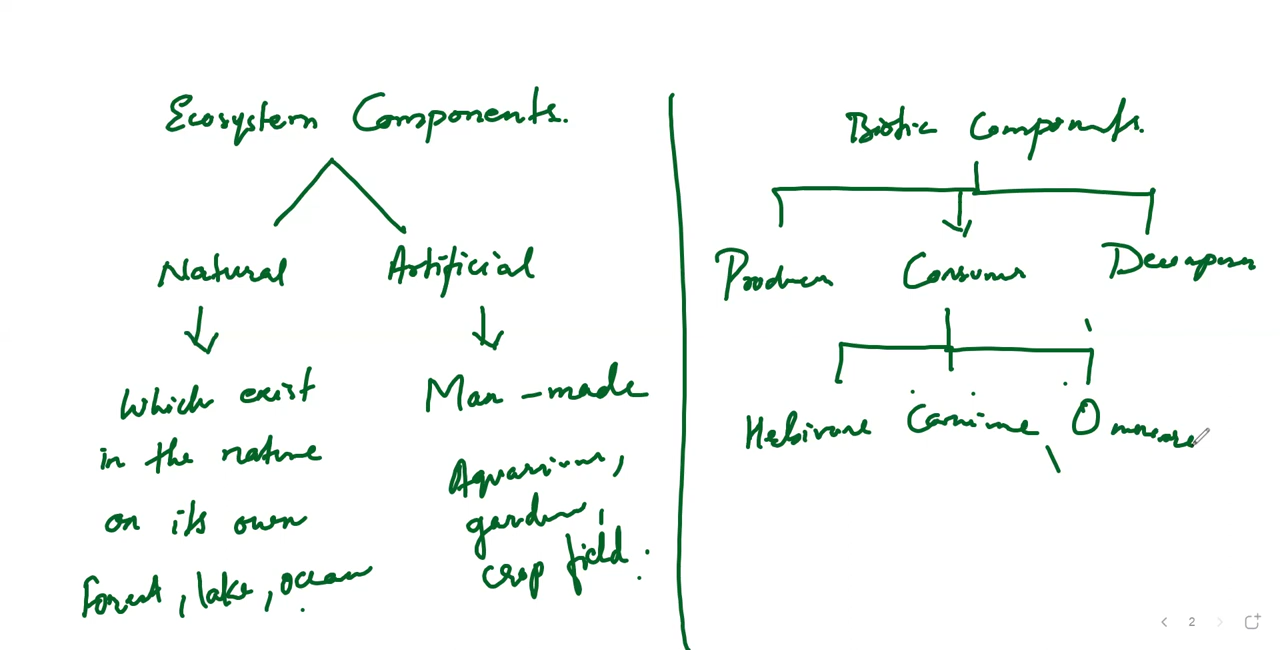 Ecosystem Components.
Natural Artificial
Which exist
in the nature
on its own
Forest, lake, ocean
Man-made
Aquarium,
garden,
crop field.
Biotic Components.
Producer Consumer Decomposer
Herbivore Carnivore Omnivore
2